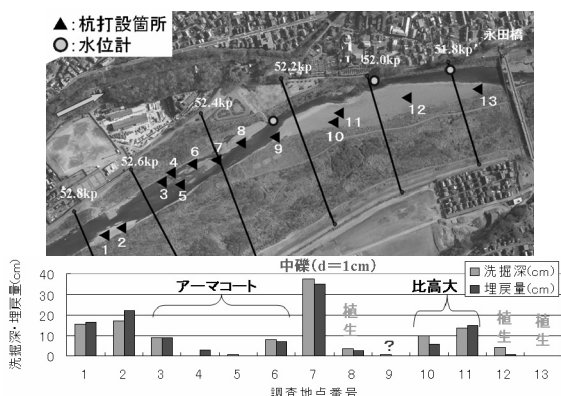 ▲:杭打設箇所
◎:水位計
永田橋
51.8kp
52.0kp
52.2kp
52.4kp
52.6kp
52.8kp
1
2
3
4
5
6
7
8
9
10
11
12
13
中礫(d=1cm)
洗掘深・埋戻量(cm)
40
30
20
10
0
アーマコート
植生
?
比高大
植生
植生
洗掘深(cm)
埋戻量(cm)
1 2 3 4 5 6 7 8 9 10 11 12 13
調査地点番号